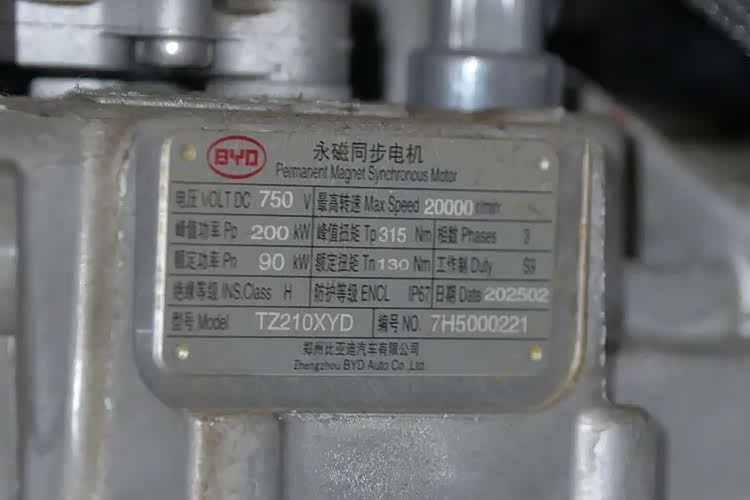 BYD 永磁同步电机
Permanent Magnet Synchronous Motor
电压 VOLT DC 750 V 最高转速 Max Speed 20000 r/min
峰值功率 Pp 200 kW 峰值扭矩 Tp 315 Nm 相数 Phases 3
额定功率 Pn 90 kW 额定扭矩 Tn 130 Nm 工作制 Duty S9
绝缘等级 INS.Class H 防护等级 ENCL IP67 日期 Date 202502
型号 Model TZ210XYD 编号 NO. 7H5000221
郑州比亚迪汽车有限公司
Zhengzhou BYD Auto Co.,Ltd.